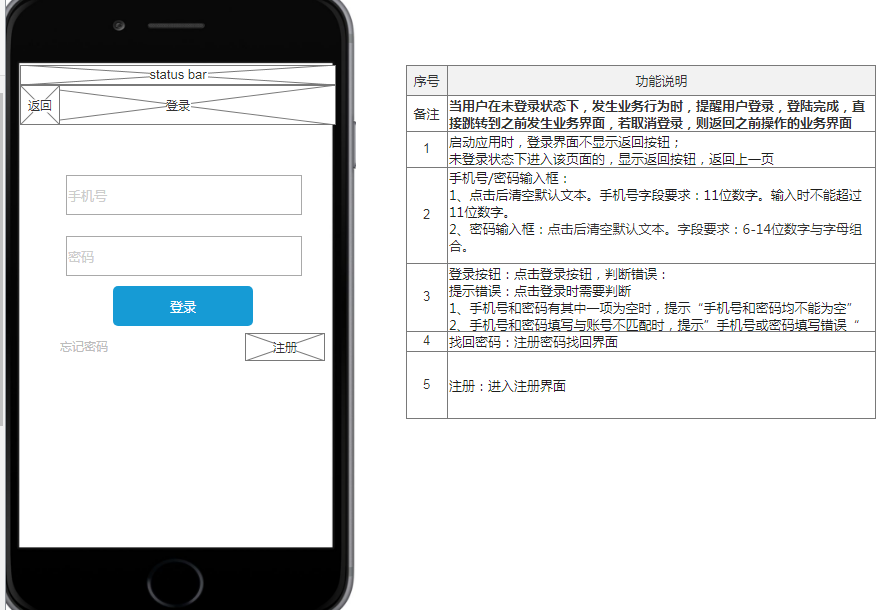 status bar
返回
登录
手机号
密码
登录
忘记密码
注册
序号
功能说明
备注
当用户在未登录状态下，发生业务行为时，提醒用户登录，登陆完成，直
接跳转到之前发生业务界面，若取消登录，则返回之前操作的业务界面
1
启动应用时，登录界面不显示返回按钮；
未登录状态下进入该页面的，显示返回按钮，返回上一页
2
手机号/密码输入框：
1、点击后清空默认文本。手机号字段要求：11位数字。输入时不能超过
11位数字。
2、密码输入框：点击后清空默认文本。字段要求：6-14位数字与字母组
合。
3
登录按钮：点击登录按钮，判断错误：
提示错误：点击登录时需要判断
1、手机号和密码有其中一项为空时，提示“手机号和密码均不能为空”
2、手机号和密码填写与账号不匹配时，提示”手机号或密码填写错误“
4
找回密码：注册密码找回界面
5
注册：进入注册界面